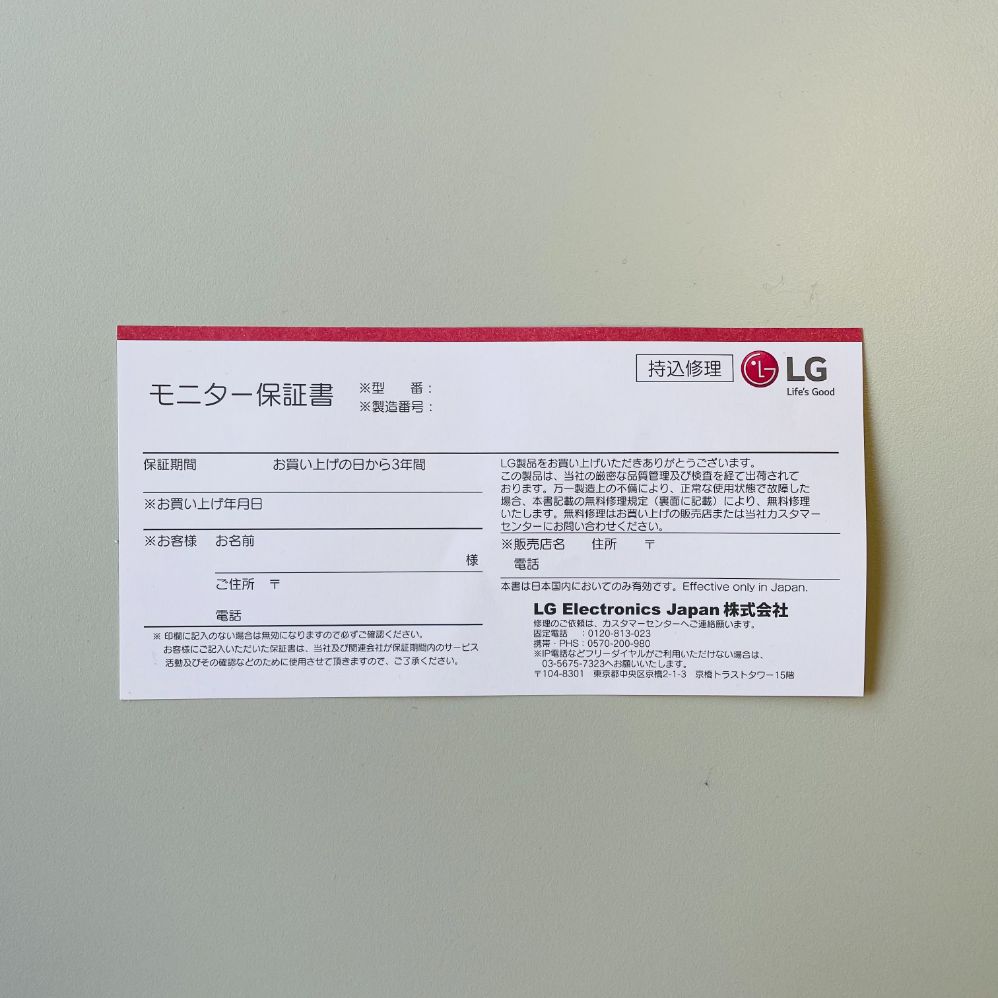 モニター保証書
※型　番：
※製造番号：
持込修理
LG
Life's Good
保証期間　お買い上げの日から3年間
※お買い上げ年月日
※お客様　お名前
様
ご住所　〒
電話
※ 印欄に記入のない場合は無効になりますので必ずご確認ください。
お客様にご記入いただいた保証書は、当社及び関連会社が保証期間内のサービス
活動及びその確認などのために使用させて頂きますので、ご了承ください。
LG製品をお買い上げいただきありがとうございます。
この製品は、当社の厳密な品質管理及び検査を経て出荷されて
おります。万一製造上の不備により、正常な使用状態で故障した
場合、本書記載の無料修理規定（裏面に記載）により、無料修理
いたします。無料修理はお買い上げの販売店または当社カスタマー
センターにお問い合わせください。
※販売店名　住所　〒
電話
本書は日本国内においてのみ有効です。Effective only in Japan.
LG Electronics Japan 株式会社
修理のご依頼は、カスタマーセンターへご連絡願います。
固定電話　：0120-813-023
携帯・PHS：0570-200-980
※IP電話などフリーダイヤルがご利用いただけない場合は、
03-5675-7323へお願いいたします。
〒104-8301　東京都中央区京橋2-1-3　京橋トラストタワー15階